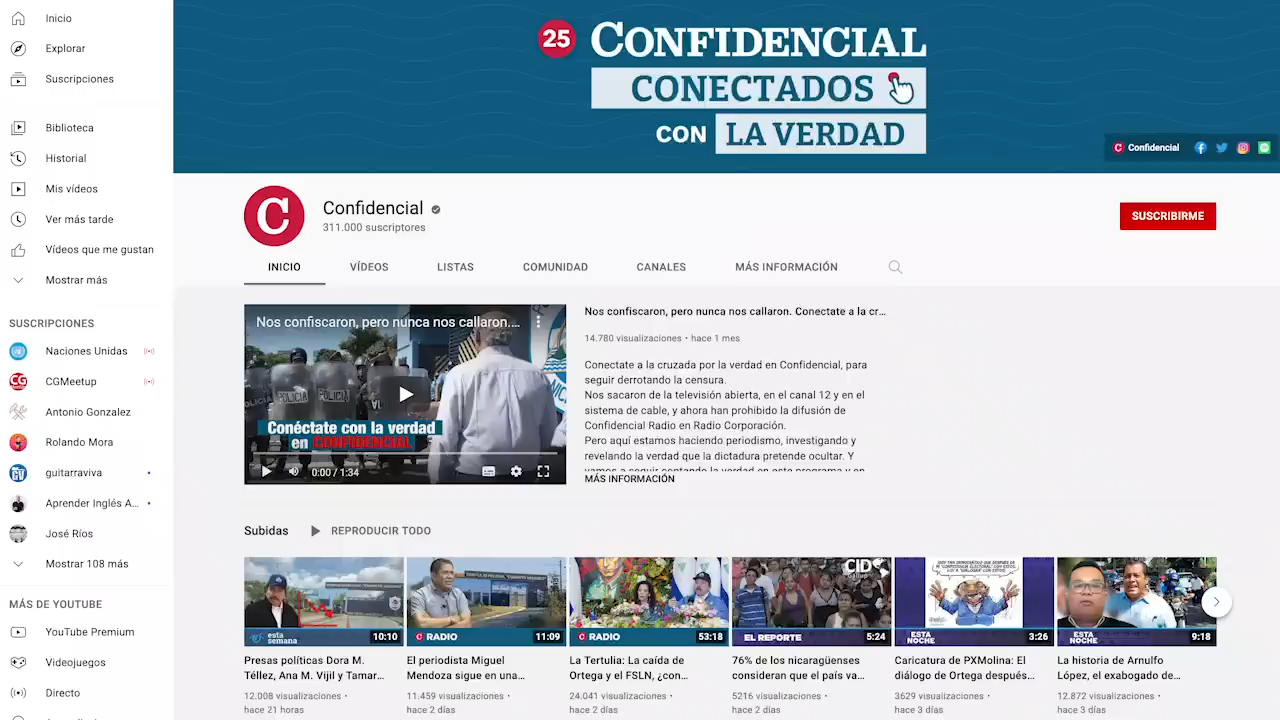 Inicio
Explorar
Suscripciones
Biblioteca
Historial
Mis vídeos
Ver más tarde
Vídeos que me gustan
Mostrar más
SUSCRIPCIONES
Naciones Unidas
CGMeetup
Antonio Gonzalez
Rolando Mora
guitarraviva
Aprender Inglés A...
José Ríos
Mostrar 108 más
MÁS DE YOUTUBE
YouTube Premium
Videojuegos
Directo
25 CONFIDENCIAL
CONECTADOS
CON LA VERDAD
C Confidencial
C
Confidencial
311.000 suscriptores
SUSCRIBIRME
INICIO VÍDEOS LISTAS COMUNIDAD CANALES MÁS INFORMACIÓN
Nos confiscaron, pero nunca nos callaron....
POLICIA POLICIA
Conéctate con la verdad
en CONFIDENCIAL
0:00 / 1:34
Nos confiscaron, pero nunca nos callaron. Conectate a la cr...
14.780 visualizaciones • hace 1 mes
Conectate a la cruzada por la verdad en Confidencial, para
seguir derrotando la censura.
Nos sacaron de la televisión abierta, en el canal 12 y en el
sistema de cable, y ahora han prohibido la difusión de
Confidencial Radio en Radio Corporación.
Pero aquí estamos haciendo periodismo, investigando y
revelando la verdad que la dictadura pretende ocultar. Y
vamos a seguir contando la verdad en este programa y en
MÁS INFORMACIÓN
Subidas REPRODUCIR TODO
esta semana 10:10
C RADIO 11:09
C RADIO 53:18
CID Gallup
EL REPORTE 5:24
ESTA NOCHE 3:26
ESTA NOCHE 9:18
Presas políticas Dora M.
Téllez, Ana M. Vijil y Tamar...
12.008 visualizaciones •
hace 21 horas
El periodista Miguel
Mendoza sigue en una...
11.459 visualizaciones •
hace 2 días
La Tertulia: La caída de
Ortega y el FSLN, ¿con...
24.041 visualizaciones •
hace 2 días
76% de los nicaragüenses
consideran que el país va...
5216 visualizaciones •
hace 2 días
Caricatura de PXMolina: El
diálogo de Ortega después...
3629 visualizaciones •
hace 3 días
La historia de Arnulfo
López, el exabogado de...
12.872 visualizaciones •
hace 3 días